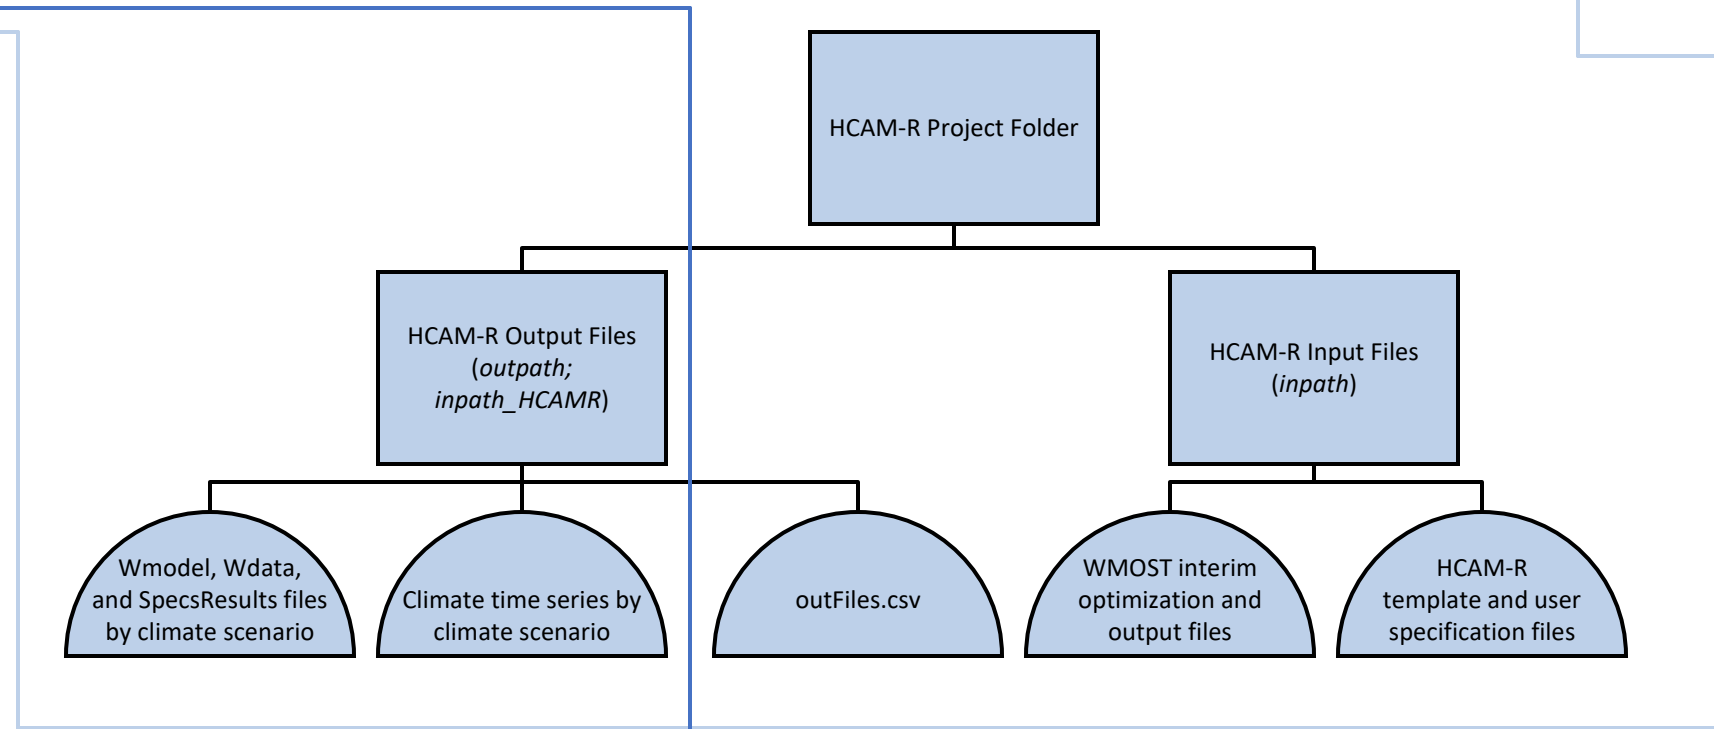 HCAM-R Project Folder
HCAM-R Output Files
(outpath;
inpath_HCAMR)
HCAM-R Input Files
(inpath)
Wmodel, Wdata,
and SpecsResults files
by climate scenario
Climate time series by
climate scenario
outFiles.csv
WMOST interim
optimization and
output files
HCAM-R
template and user
specification files